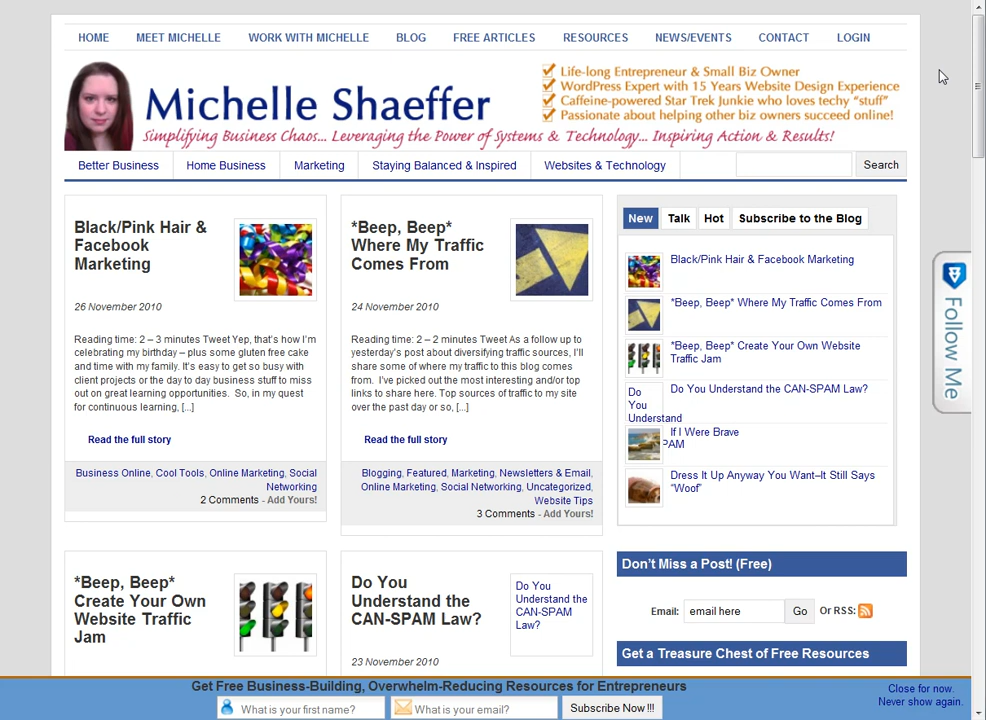 HOME MEET MICHELLE WORK WITH MICHELLE BLOG FREE ARTICLES RESOURCES NEWS/EVENTS CONTACT LOGIN
Michelle Shaeffer
Simplifying Business Chaos... Leveraging the Power of Systems & Technology... Inspiring Action & Results!
Life-long Entrepreneur & Small Biz Owner
WordPress Expert with 15 Years Website Design Experience
Caffeine-powered Star Trek Junkie who loves techy “stuff”
Passionate about helping other biz owners succeed online!
Better Business Home Business Marketing Staying Balanced & Inspired Websites & Technology Search
Black/Pink Hair &
Facebook
Marketing
26 November 2010
Reading time: 2 – 3 minutes Tweet Yep, that’s how I’m
celebrating my birthday – plus some gluten free cake
and time with my family. It’s easy to get so busy with
client projects or the day to day business stuff to miss
out on great learning opportunities.  So, in my quest
for continuous learning, [...]
Read the full story
Business Online, Cool Tools, Online Marketing, Social
Networking
2 Comments - Add Yours!
*Beep, Beep*
Where My Traffic
Comes From
24 November 2010
Reading time: 2 – 2 minutes Tweet As a follow up to
yesterday’s post about diversifying traffic sources, I’ll
share some of where my traffic to this blog comes
from.  I’ve picked out the most interesting and/or top
links to share here. Top sources of traffic to my site
over the past day or so, [...]
Read the full story
Blogging, Featured, Marketing, Newsletters & Email,
Online Marketing, Social Networking, Uncategorized,
Website Tips
3 Comments - Add Yours!
New Talk Hot Subscribe to the Blog
Black/Pink Hair & Facebook Marketing
*Beep, Beep* Where My Traffic Comes From
*Beep, Beep* Create Your Own Website
Traffic Jam
Do
You
Understand
Do You Understand the CAN-SPAM Law?
If I Were Brave
PAM
Dress It Up Anyway You Want–It Still Says
“Woof”
Follow Me
*Beep, Beep*
Create Your Own
Website Traffic
Jam
Do You
Understand the
CAN-SPAM Law?
Do You
Understand the
CAN-SPAM
Law?
23 November 2010
Don’t Miss a Post! (Free)
Email: email here Go Or RSS:
Get a Treasure Chest of Free Resources
Get Free Business-Building, Overwhelm-Reducing Resources for Entrepreneurs
What is your first name? What is your email? Subscribe Now !!!
Close for now.
Never show again.